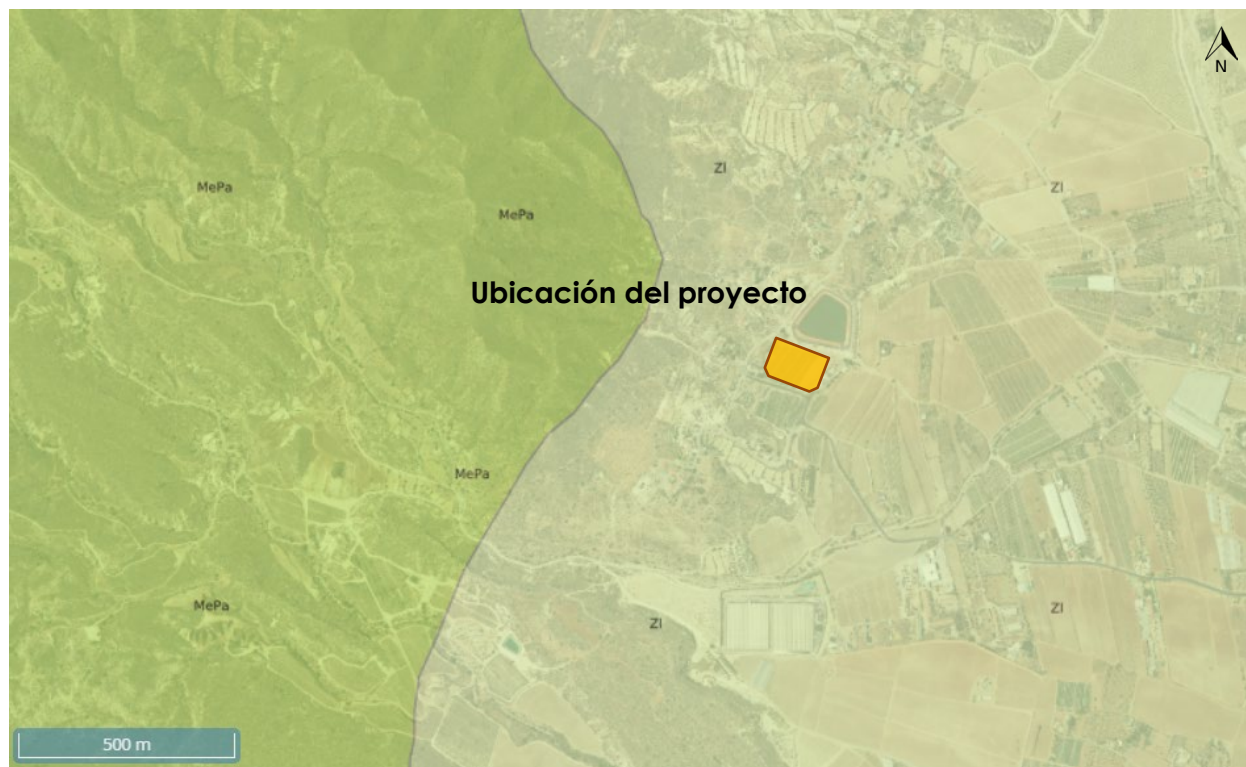 N
ZI
MePa
ZI
MePa
Ubicación del proyecto
MePa
MePa
ZI
ZI
500 m